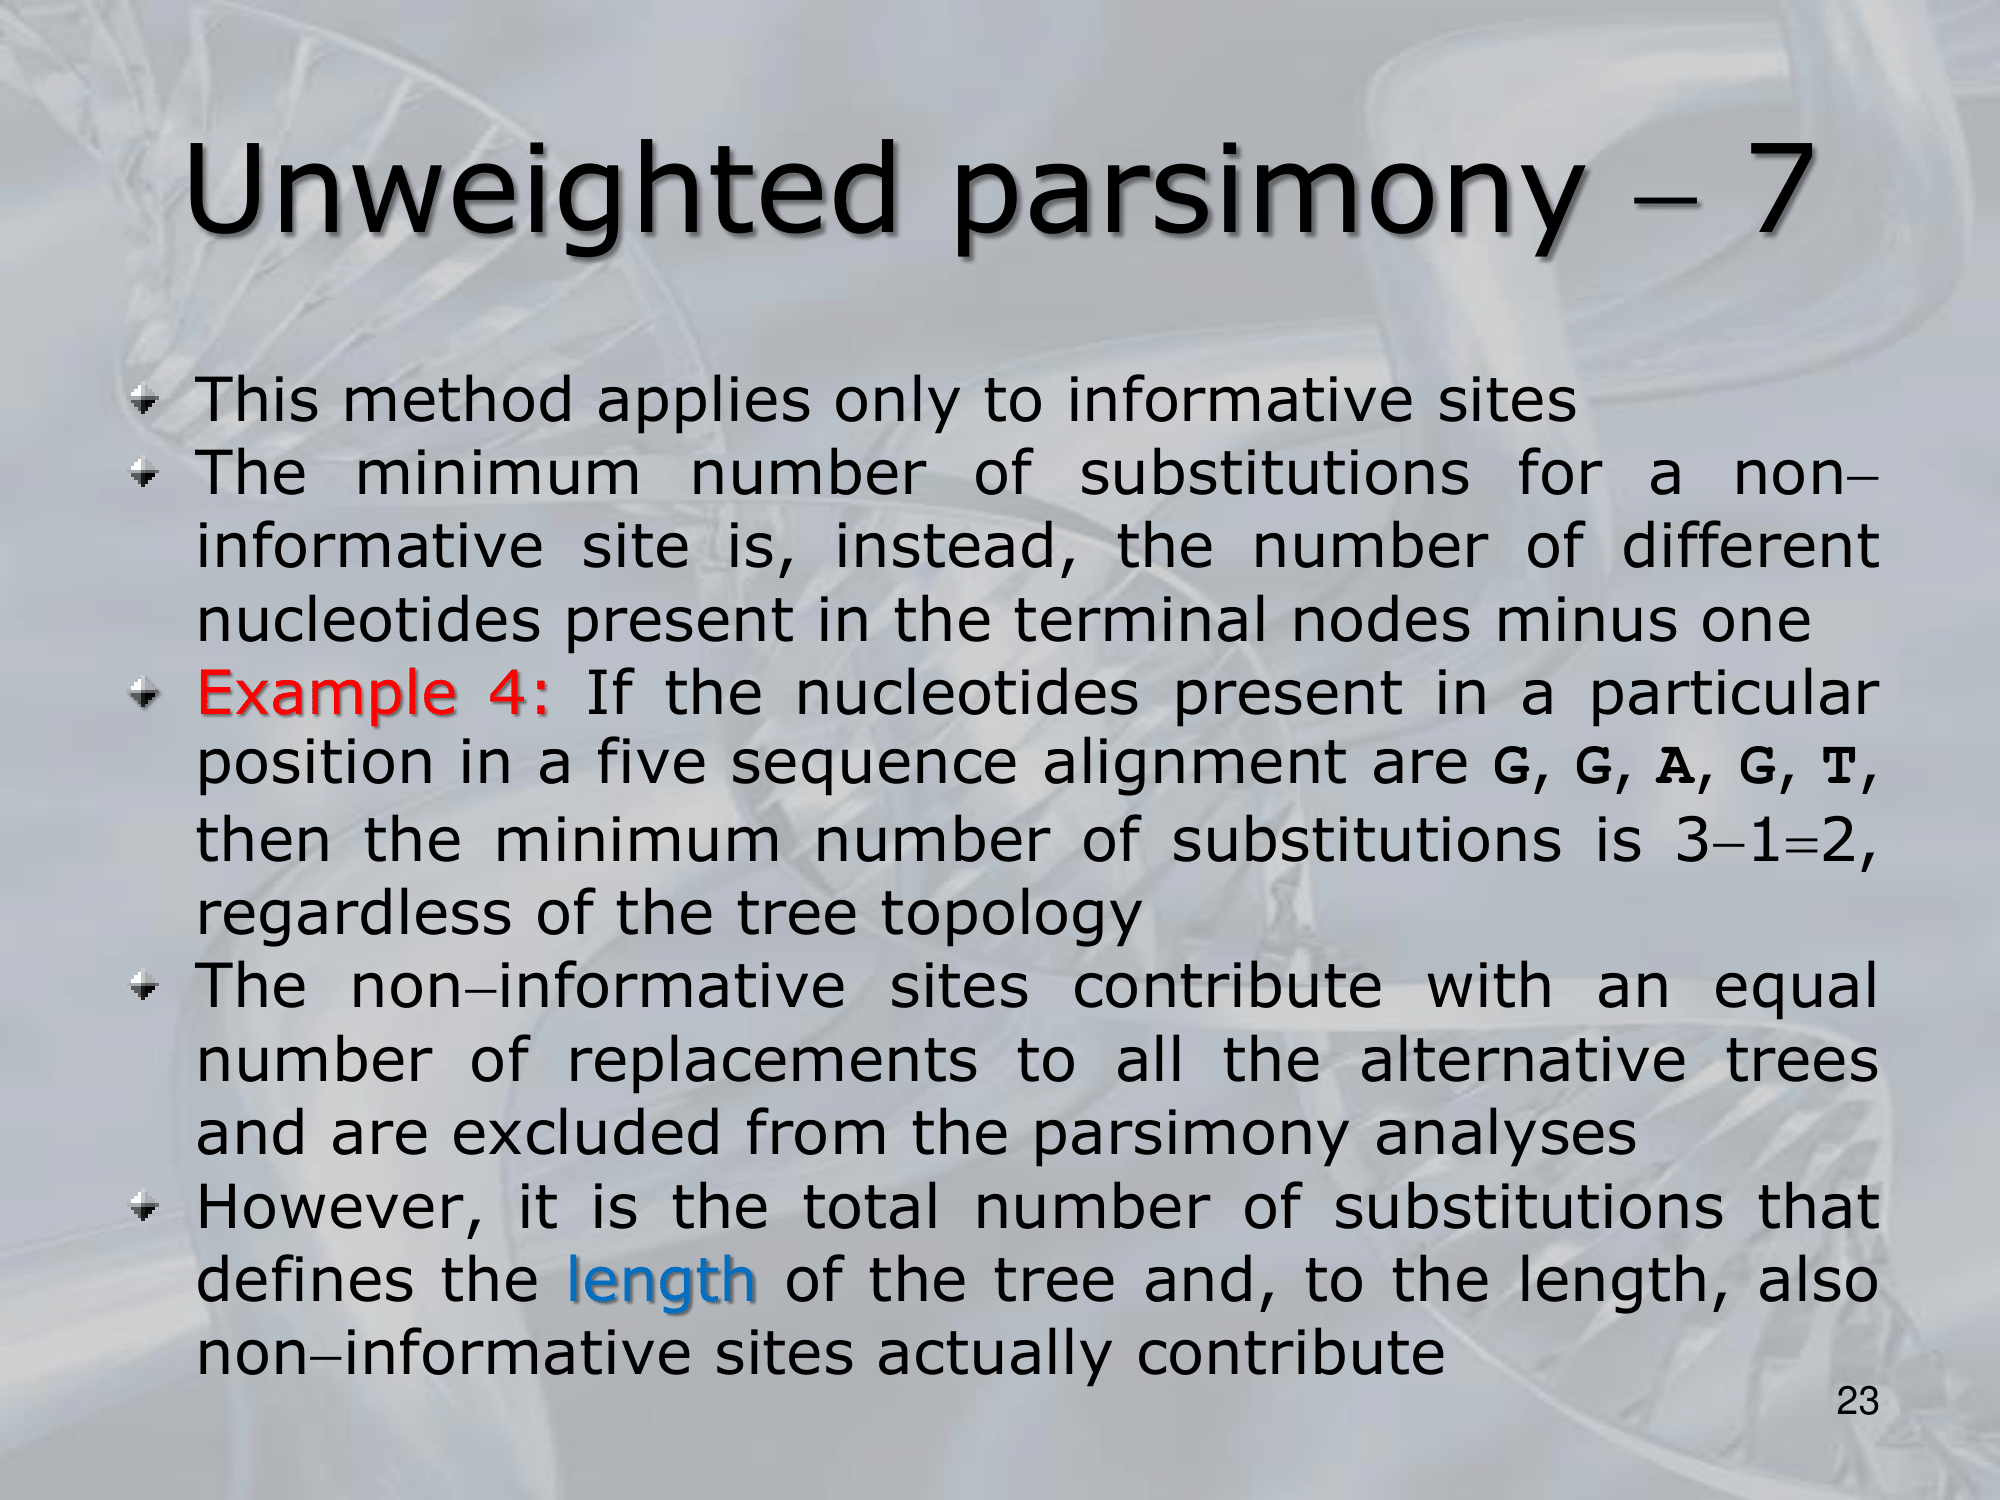 Unweighted parsimony – 7
This method applies only to informative sites
The minimum number of substitutions for a non–
informative site is, instead, the number of different
nucleotides present in the terminal nodes minus one
Example 4: If the nucleotides present in a particular
position in a five sequence alignment are G, G, A, G, T,
then the minimum number of substitutions is 3–1=2,
regardless of the tree topology
The non–informative sites contribute with an equal
number of replacements to all the alternative trees
and are excluded from the parsimony analyses
However, it is the total number of substitutions that
defines the length of the tree and, to the length, also
non–informative sites actually contribute
23